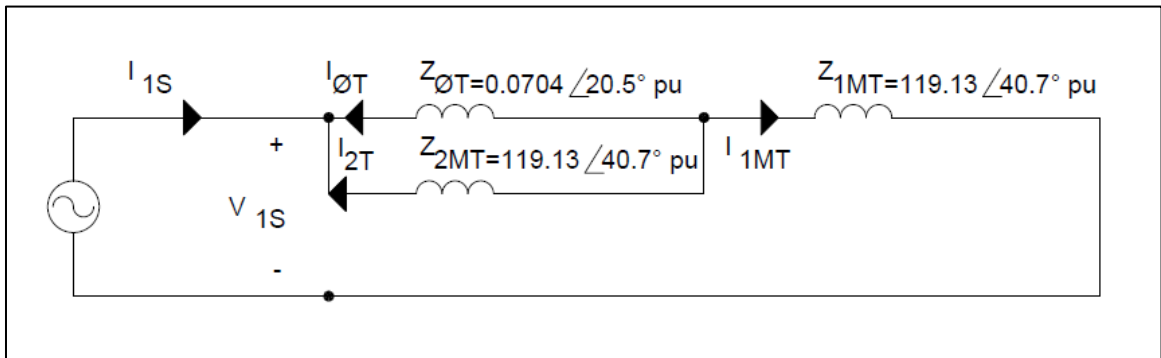 I 1S
IØT
ZØT=0.0704 ∠20.5° pu
Z1MT=119.13 ∠40.7° pu
+
I2T
Z2MT=119.13 ∠40.7° pu
I 1MT
V 1S
-